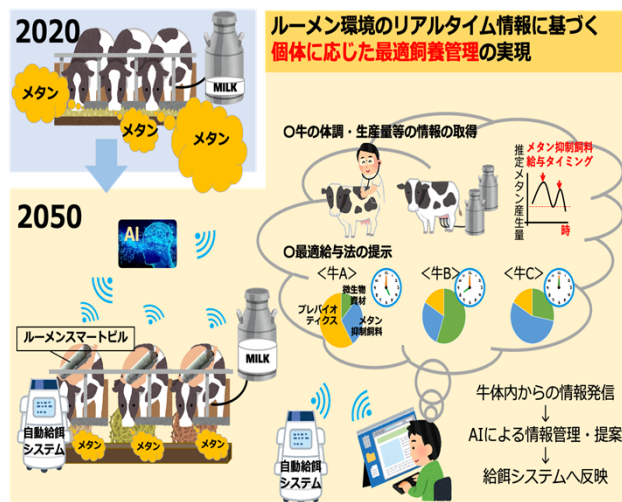 2020
メタン
メタン
メタン
MILK
ルーメン環境のリアルタイム情報に基づく
個体に応じた最適飼養管理の実現
〇牛の体調・生産量等の情報の取得
推定メタン産生量
メタン抑制飼料
給与タイミング
時
〇最適給与法の提示
<牛A>
<牛B>
<牛C>
微生物
資材
プレバイオ
ティクス
メタン
抑制飼料
2050
AI
ルーメンスマートピル
MILK
自動給餌
システム
メタン
メタン
メタン
自動給餌
システム
牛体内からの情報発信
↓
AIによる情報管理・提案
↓
給餌システムへ反映